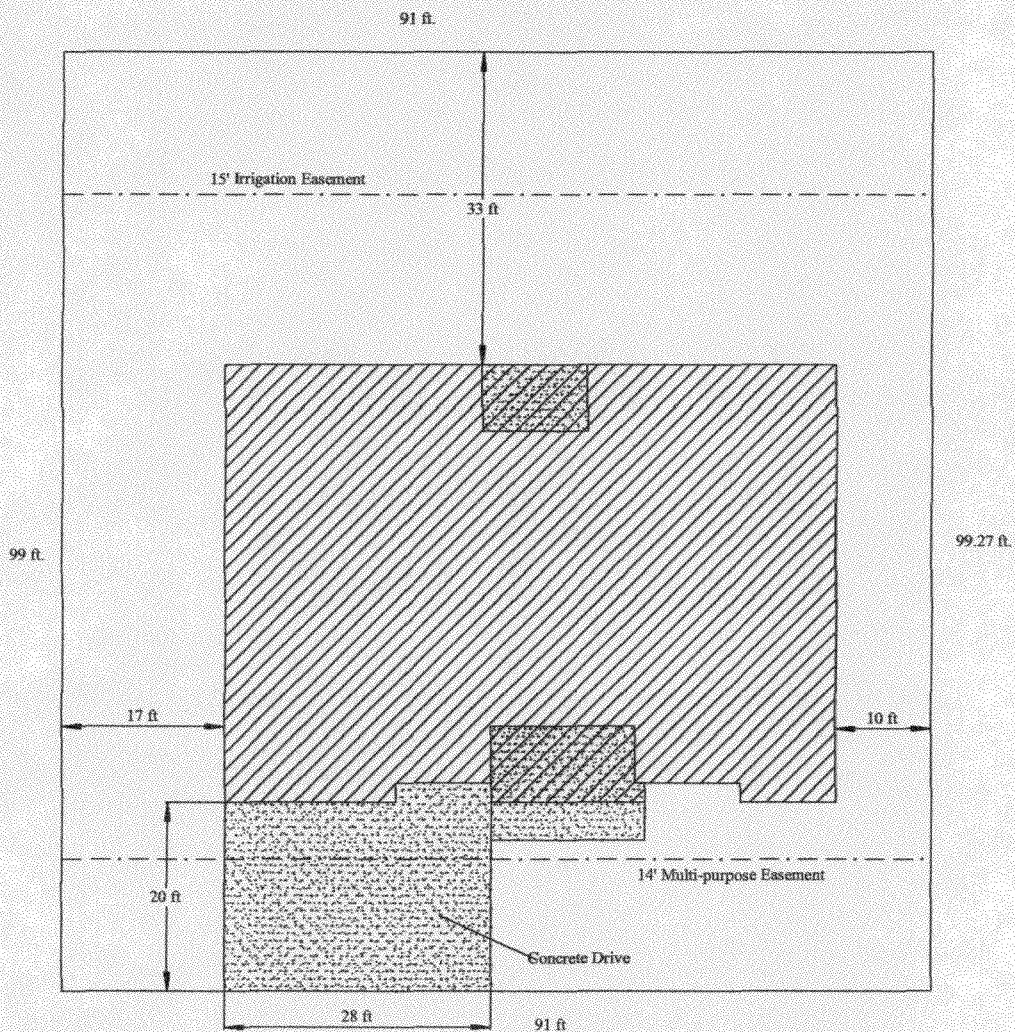 91 ft.
15' Irrigation Easement
33 ft
99 ft.
99.27 ft.
17 ft
10 ft
14' Multi-purpose Easement
20 ft
Concrete Drive
28 ft
91 ft